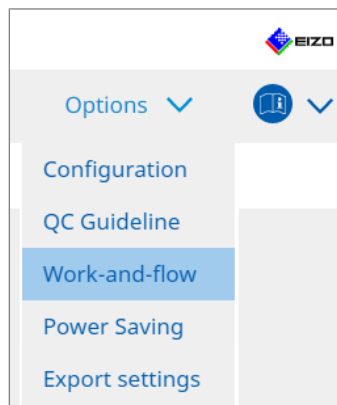 EIZO
Options
Configuration
QC Guideline
Work-and-flow
Power Saving
Export settings